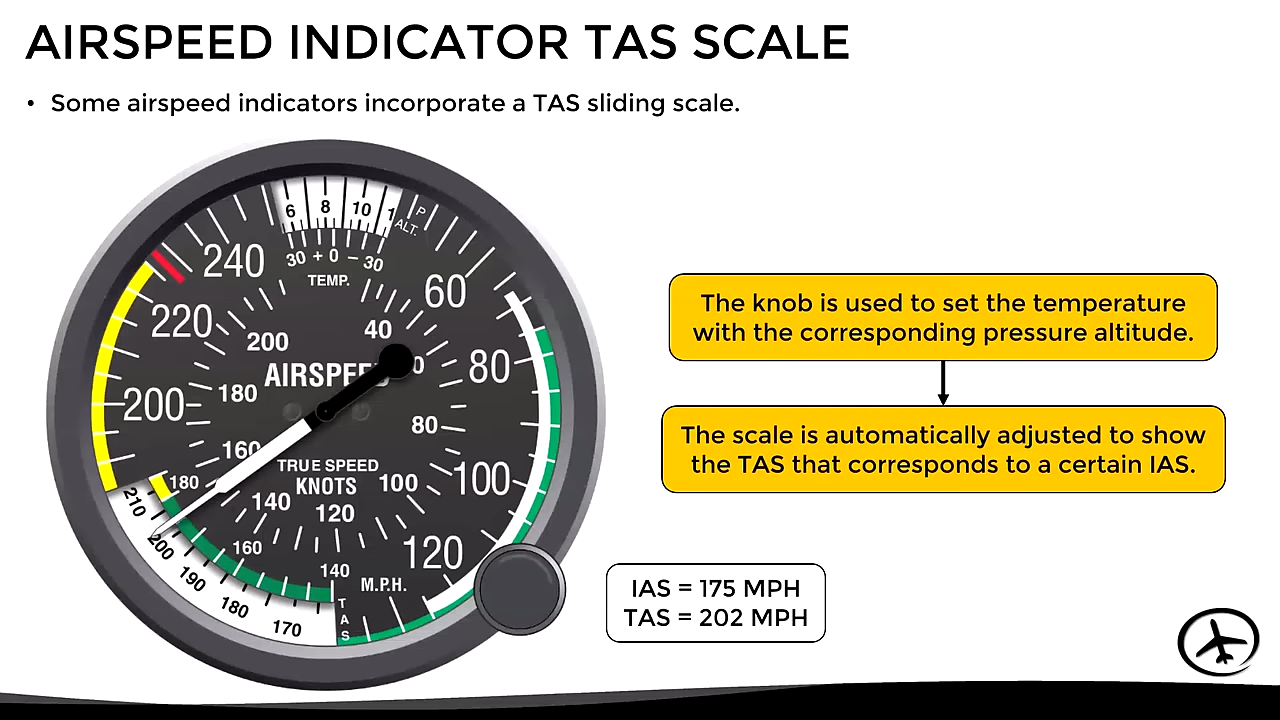 AIRSPEED INDICATOR TAS SCALE
• Some airspeed indicators incorporate a TAS sliding scale.
6 8 10 1
P
ALT.
30 + 0 − 30
TEMP.
240
60
220
200
40
AIRSPEED
0
80
200
180
80
160
TRUE SPEED
KNOTS
100
100
180
140
120
210
200
160
120
190
140
M.P.H.
180
170
TAS
The knob is used to set the temperature
with the corresponding pressure altitude.
The scale is automatically adjusted to show
the TAS that corresponds to a certain IAS.
IAS = 175 MPH
TAS = 202 MPH